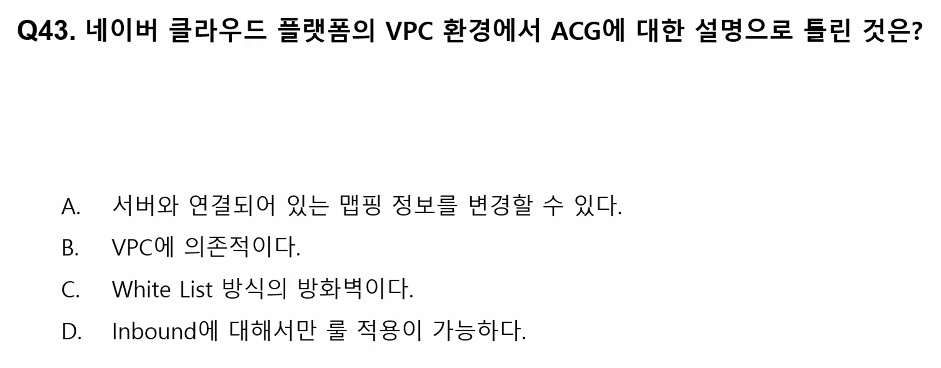 Q43. 네이버 클라우드 플랫폼의 VPC 환경에서 ACG에 대한 설명으로 틀린 것은?
A. 서버와 연결되어 있는 맵핑 정보를 변경할 수 있다.
B. VPC에 의존적이다.
C. White List 방식의 방화벽이다.
D. Inbound에 대해서만 룰 적용이 가능하다.